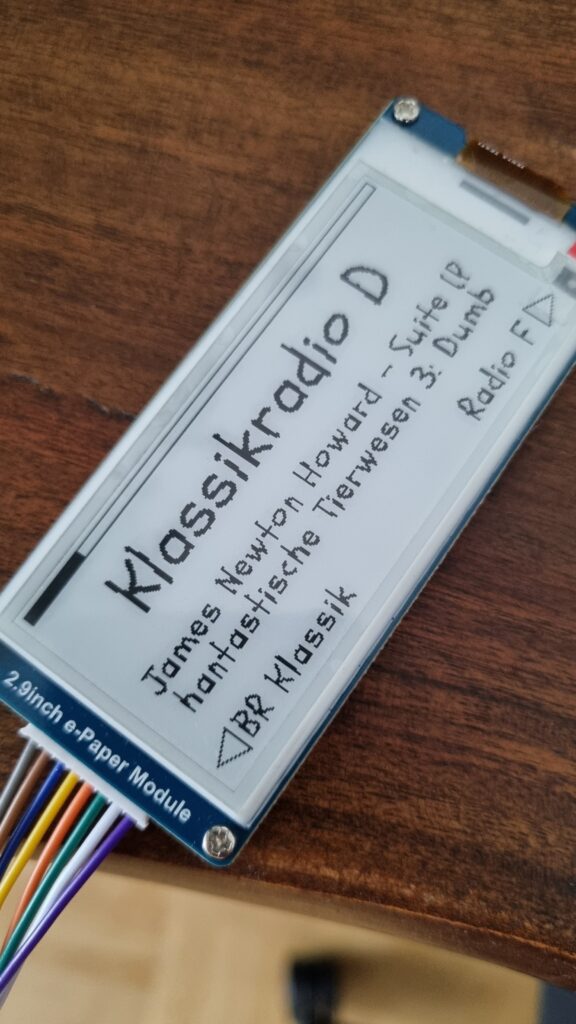 Klassikradio D
James Newton Howard - Suite (P
hantastische Tierwesen 3: Dumb
BR Klassik
Radio F
2.9inch e-Paper Module